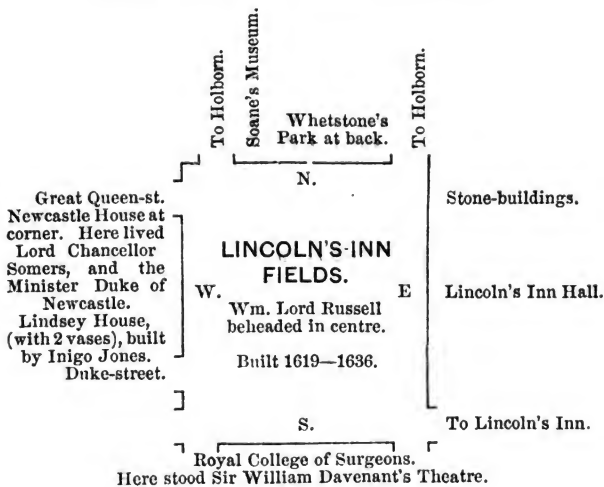 To Holborn.
Soane's Museum.
Whetstone's
Park at back.
To Holborn.
N.
Great Queen-st.
Newcastle House at
corner. Here lived
Lord Chancellor
Somers, and the
Minister Duke of
Newcastle.
Lindsey House,
(with 2 vases), built
by Inigo Jones.
Duke-street.
W.
LINCOLN'S-INN
FIELDS.
Wm. Lord Russell
beheaded in centre.
Built 1619—1636.
E
Stone-buildings.
Lincoln's Inn Hall.
To Lincoln's Inn.
S.
Royal College of Surgeons.
Here stood Sir William Davenant's Theatre.